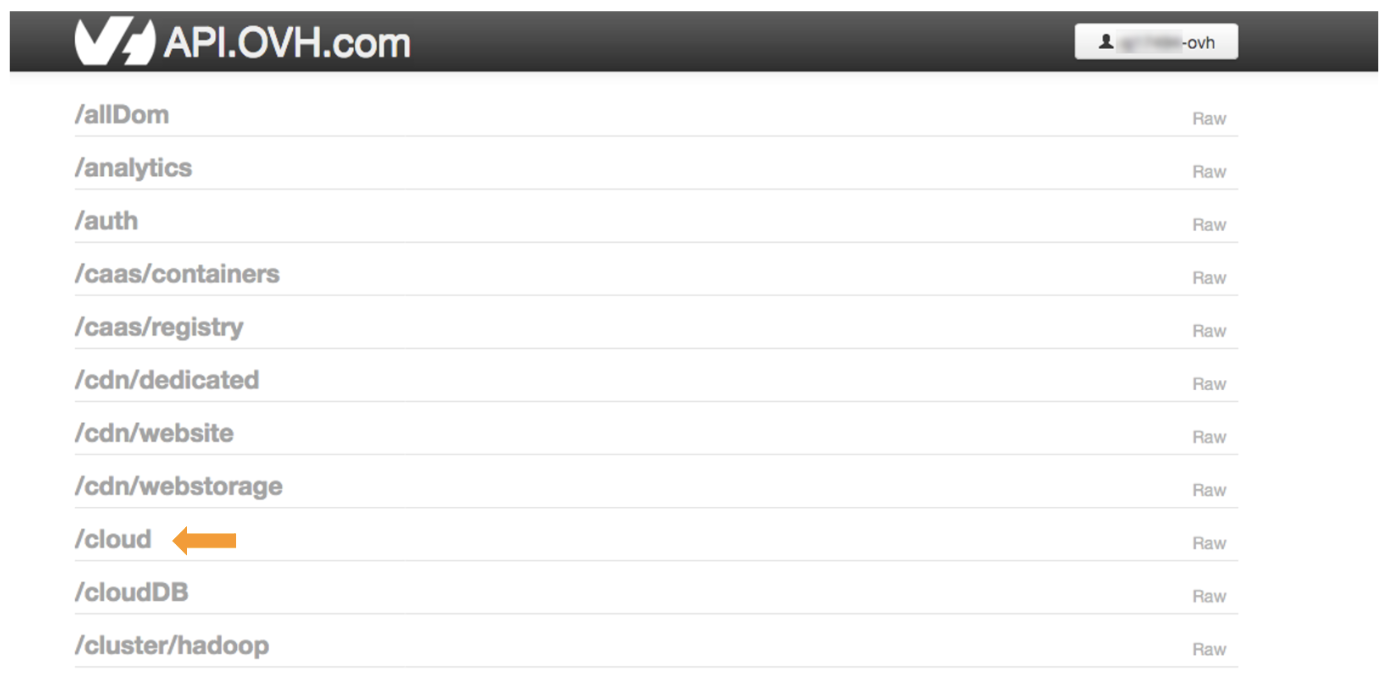 API.OVH.com
-ovh
/allDom Raw
/analytics Raw
/auth Raw
/caas/containers Raw
/caas/registry Raw
/cdn/dedicated Raw
/cdn/website Raw
/cdn/webstorage Raw
/cloud Raw
/cloudDB Raw
/cluster/hadoop Raw